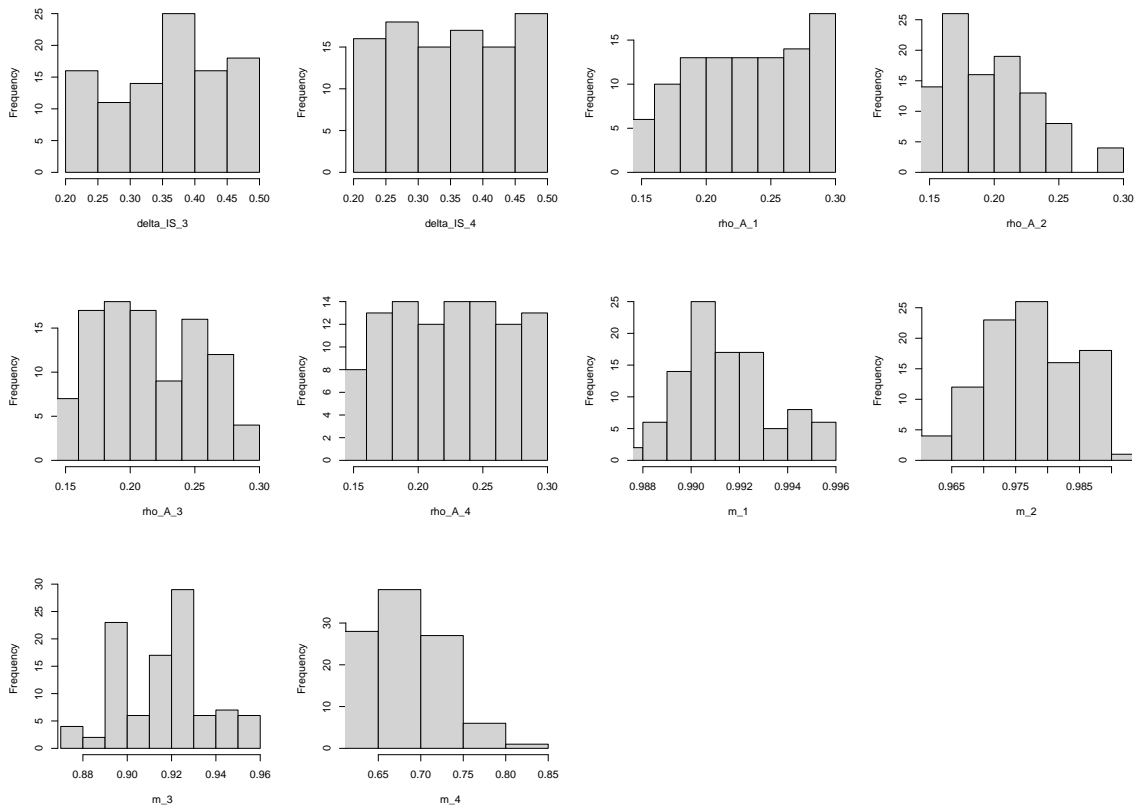 Frequency
0 5 10 15 20 25
0.20 0.25 0.30 0.35 0.40 0.45 0.50
delta_IS_3
Frequency
0 5 10 15
0.20 0.25 0.30 0.35 0.40 0.45 0.50
delta_IS_4
Frequency
0 5 10 15
0.15 0.20 0.25 0.30
rho_A_1
Frequency
0 5 10 15 20 25
0.15 0.20 0.25 0.30
rho_A_2
Frequency
0 5 10 15
0.15 0.20 0.25 0.30
rho_A_3
Frequency
0 2 4 6 8 10 12 14
0.15 0.20 0.25 0.30
rho_A_4
Frequency
0 5 10 15 20 25
0.988 0.990 0.992 0.994 0.996
m_1
Frequency
0 5 10 15 20 25
0.965 0.975 0.985
m_2
Frequency
0 5 10 15 20 25 30
0.88 0.90 0.92 0.94 0.96
m_3
Frequency
0 10 20 30
0.65 0.70 0.75 0.80 0.85
m_4